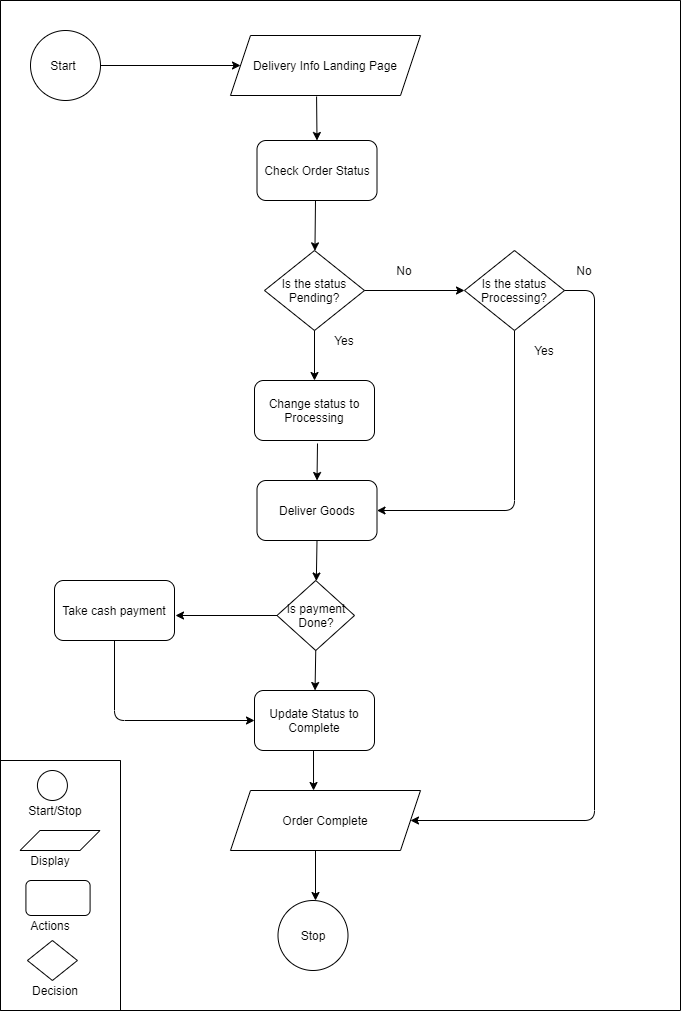 Start
Delivery Info Landing Page
Check Order Status
Is the status
Pending?
No
Is the status
Processing?
No
Yes
Yes
Change status to
Processing
Deliver Goods
Is payment
Done?
Take cash payment
Update Status to
Complete
Order Complete
Stop
Start/Stop
Display
Actions
Decision